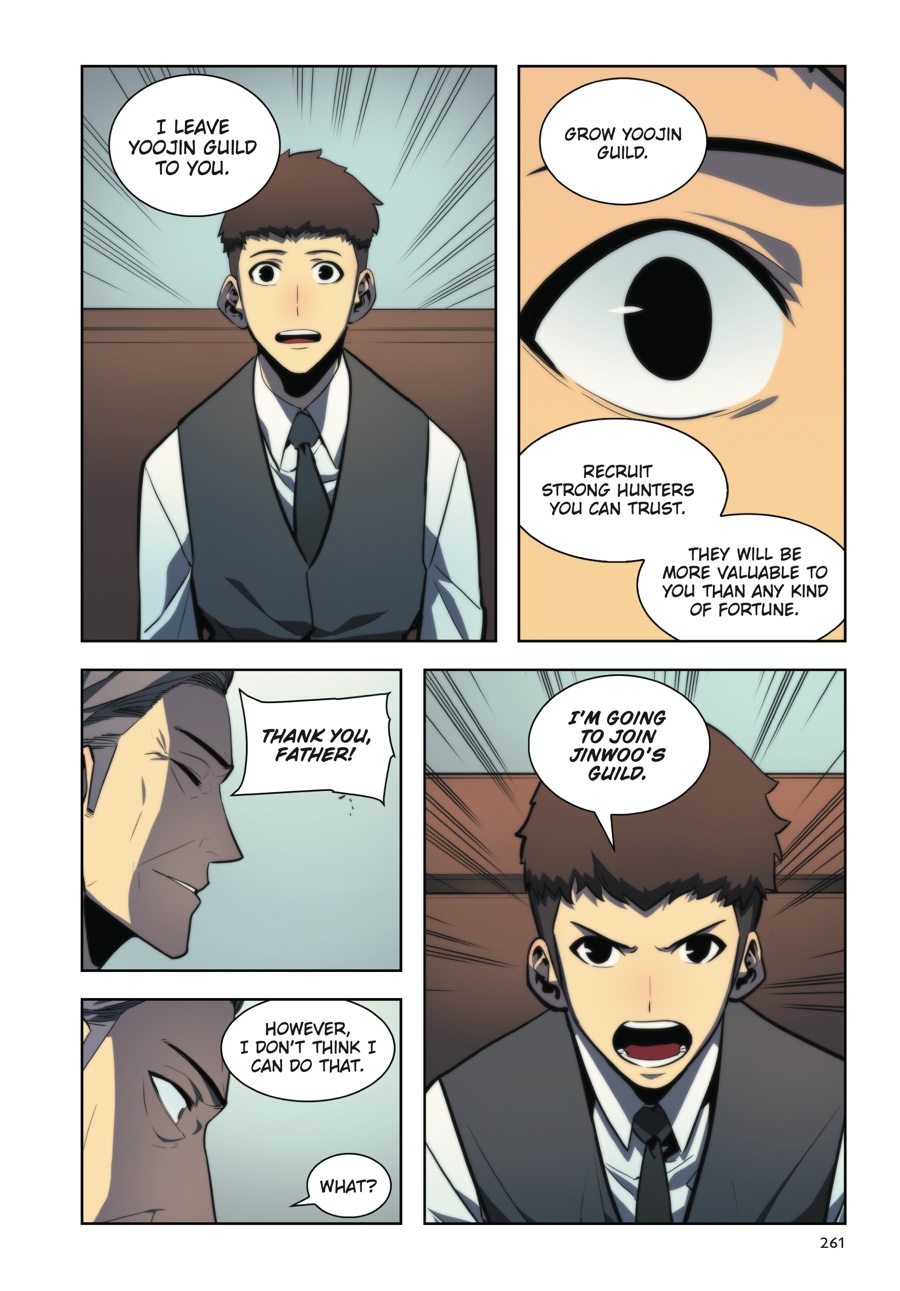 I LEAVE
YOOJIN GUILD
TO YOU.
GROW YOOJIN
GUILD.
RECRUIT
STRONG HUNTERS
YOU CAN TRUST.
THEY WILL BE
MORE VALUABLE TO
YOU THAN ANY KIND
OF FORTUNE.
THANK YOU,
FATHER!
HOWEVER,
I DON'T THINK I
CAN DO THAT.
WHAT?
I'M GOING
TO JOIN
JINWOO'S
GUILD.
261